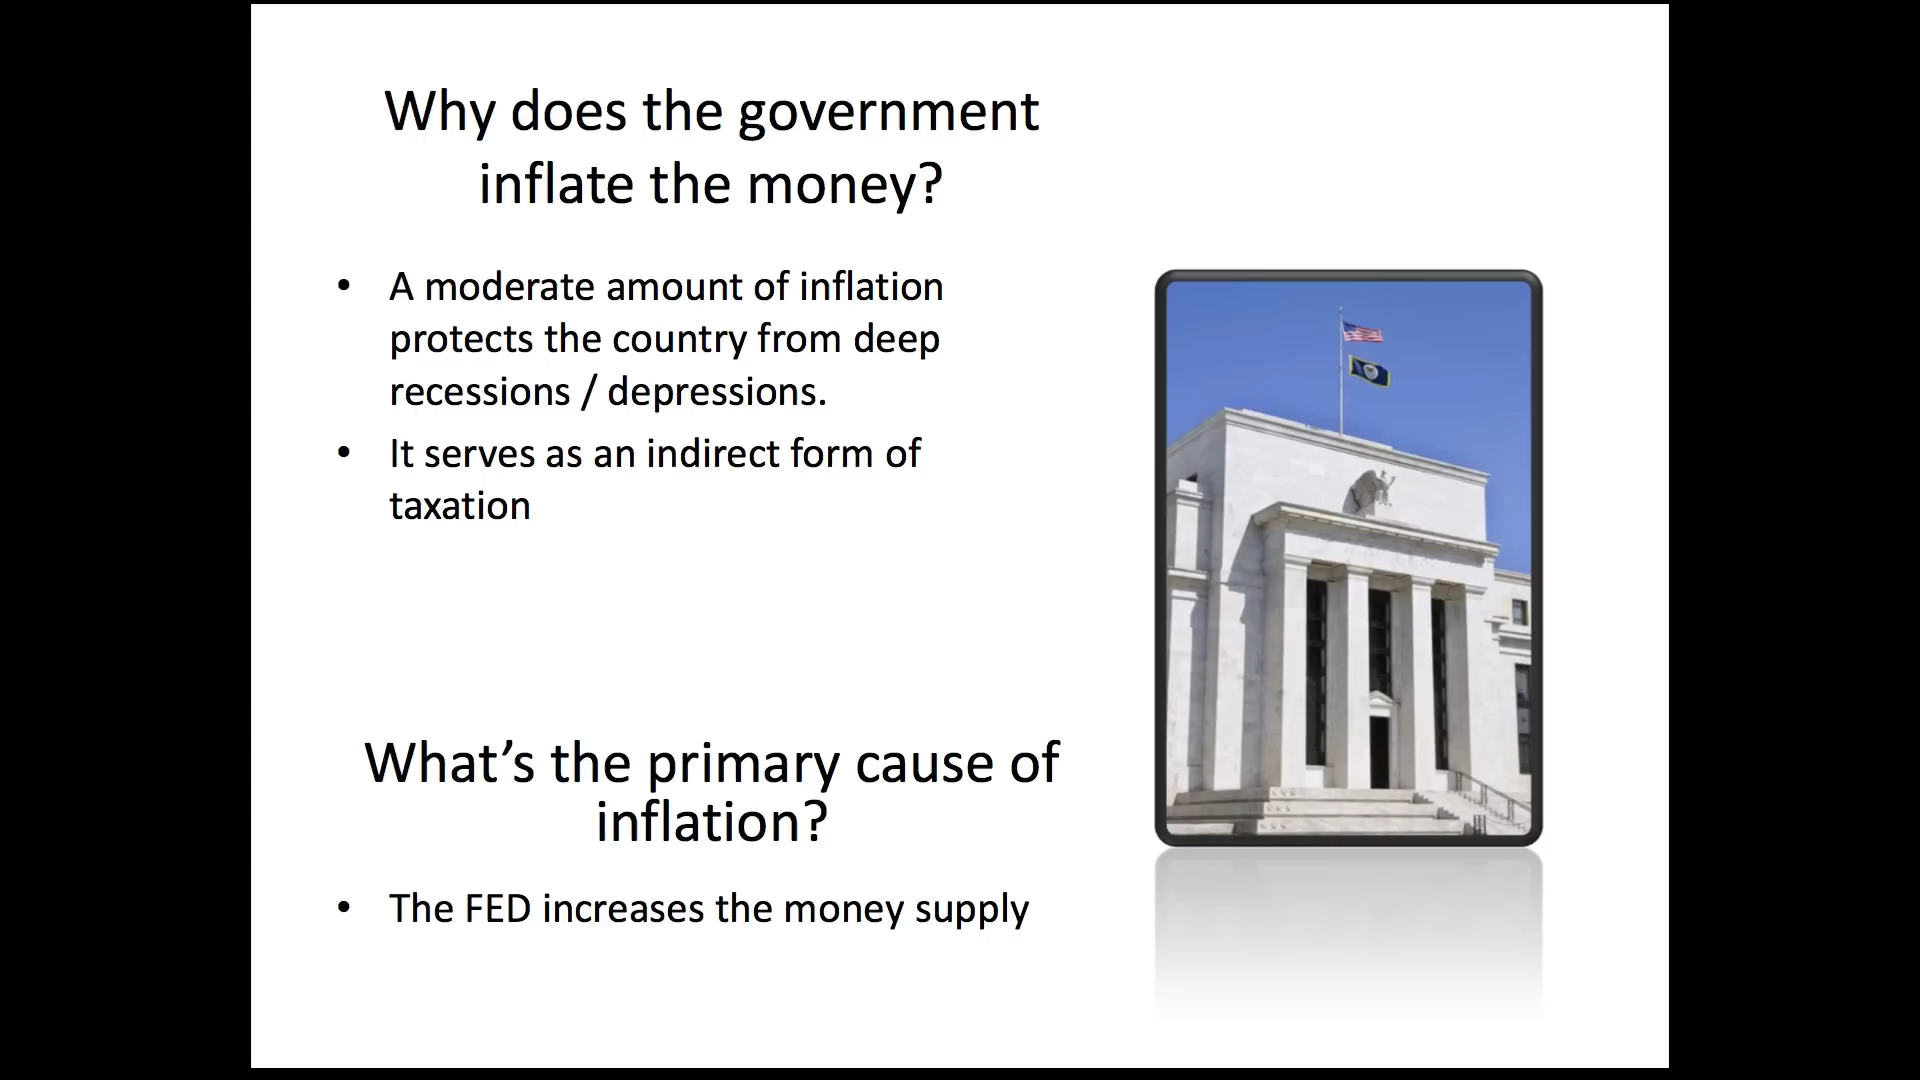 Why does the government
inflate the money?
• A moderate amount of inflation
protects the country from deep
recessions / depressions.
• It serves as an indirect form of
taxation
What’s the primary cause of
inflation?
• The FED increases the money supply